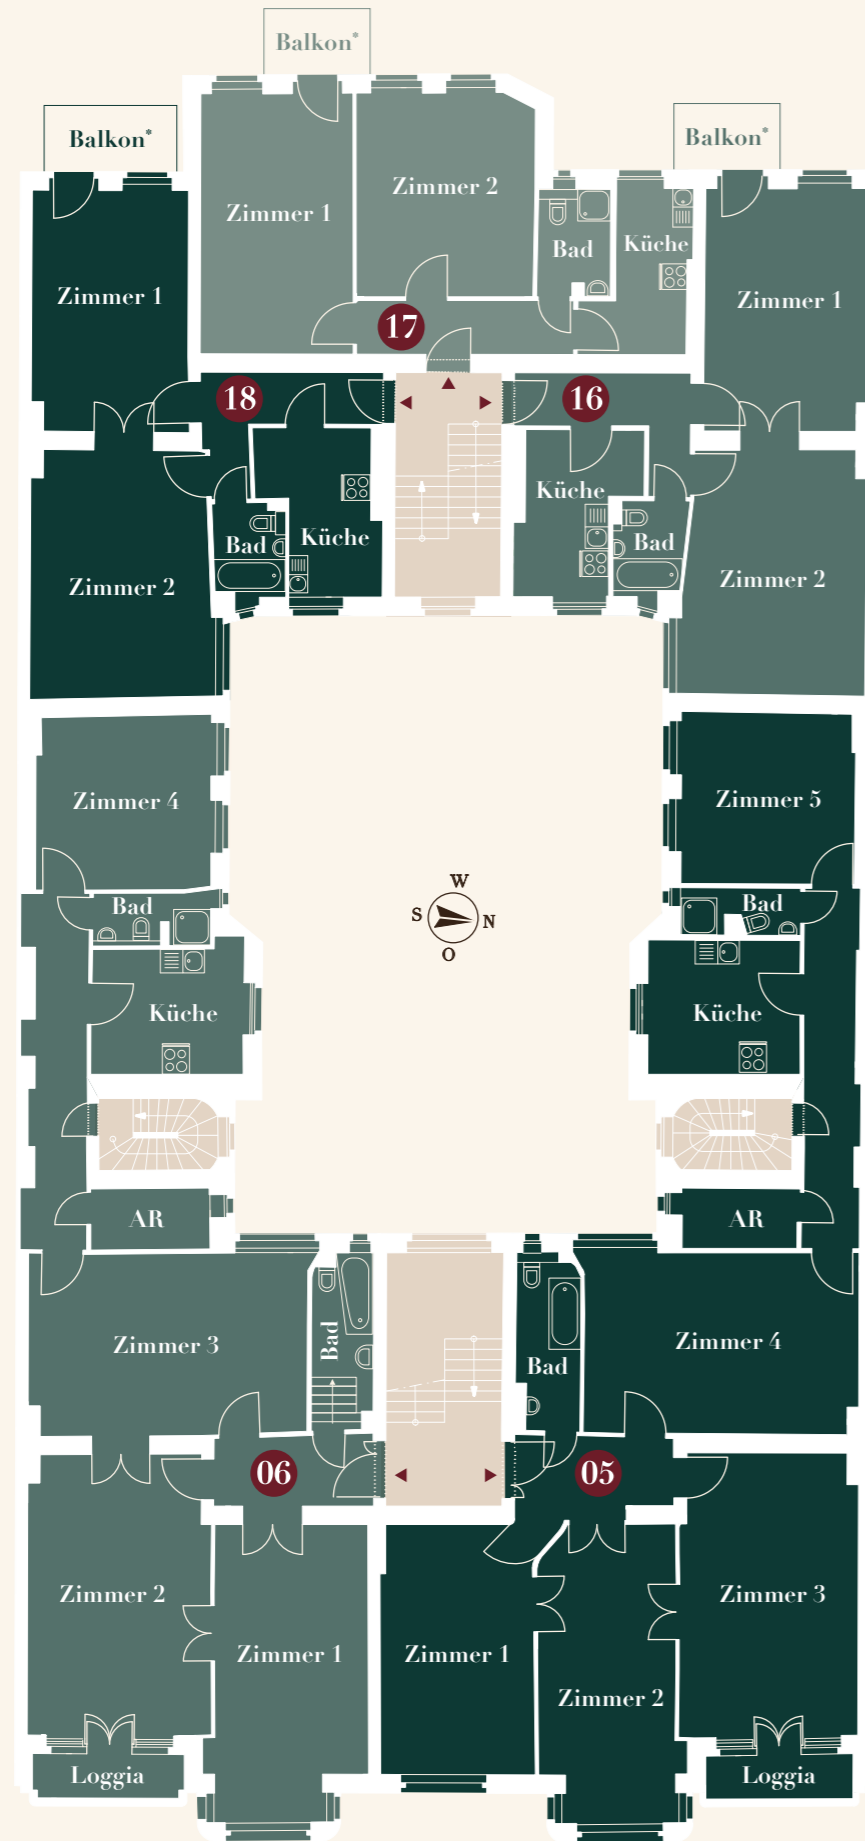 Balkon*
Balkon*
Balkon*
Zimmer 1
Zimmer 2
Bad
Küche
Zimmer 1
Zimmer 1
17
18
16
Küche
Bad
Küche
Bad
Zimmer 2
Zimmer 2
Zimmer 4
Zimmer 5
W
S
N
O
Bad
Bad
Küche
Küche
AR
AR
Zimmer 3
Bad
Bad
Zimmer 4
06
05
Zimmer 2
Zimmer 1
Zimmer 1
Zimmer 2
Zimmer 3
Loggia
Loggia